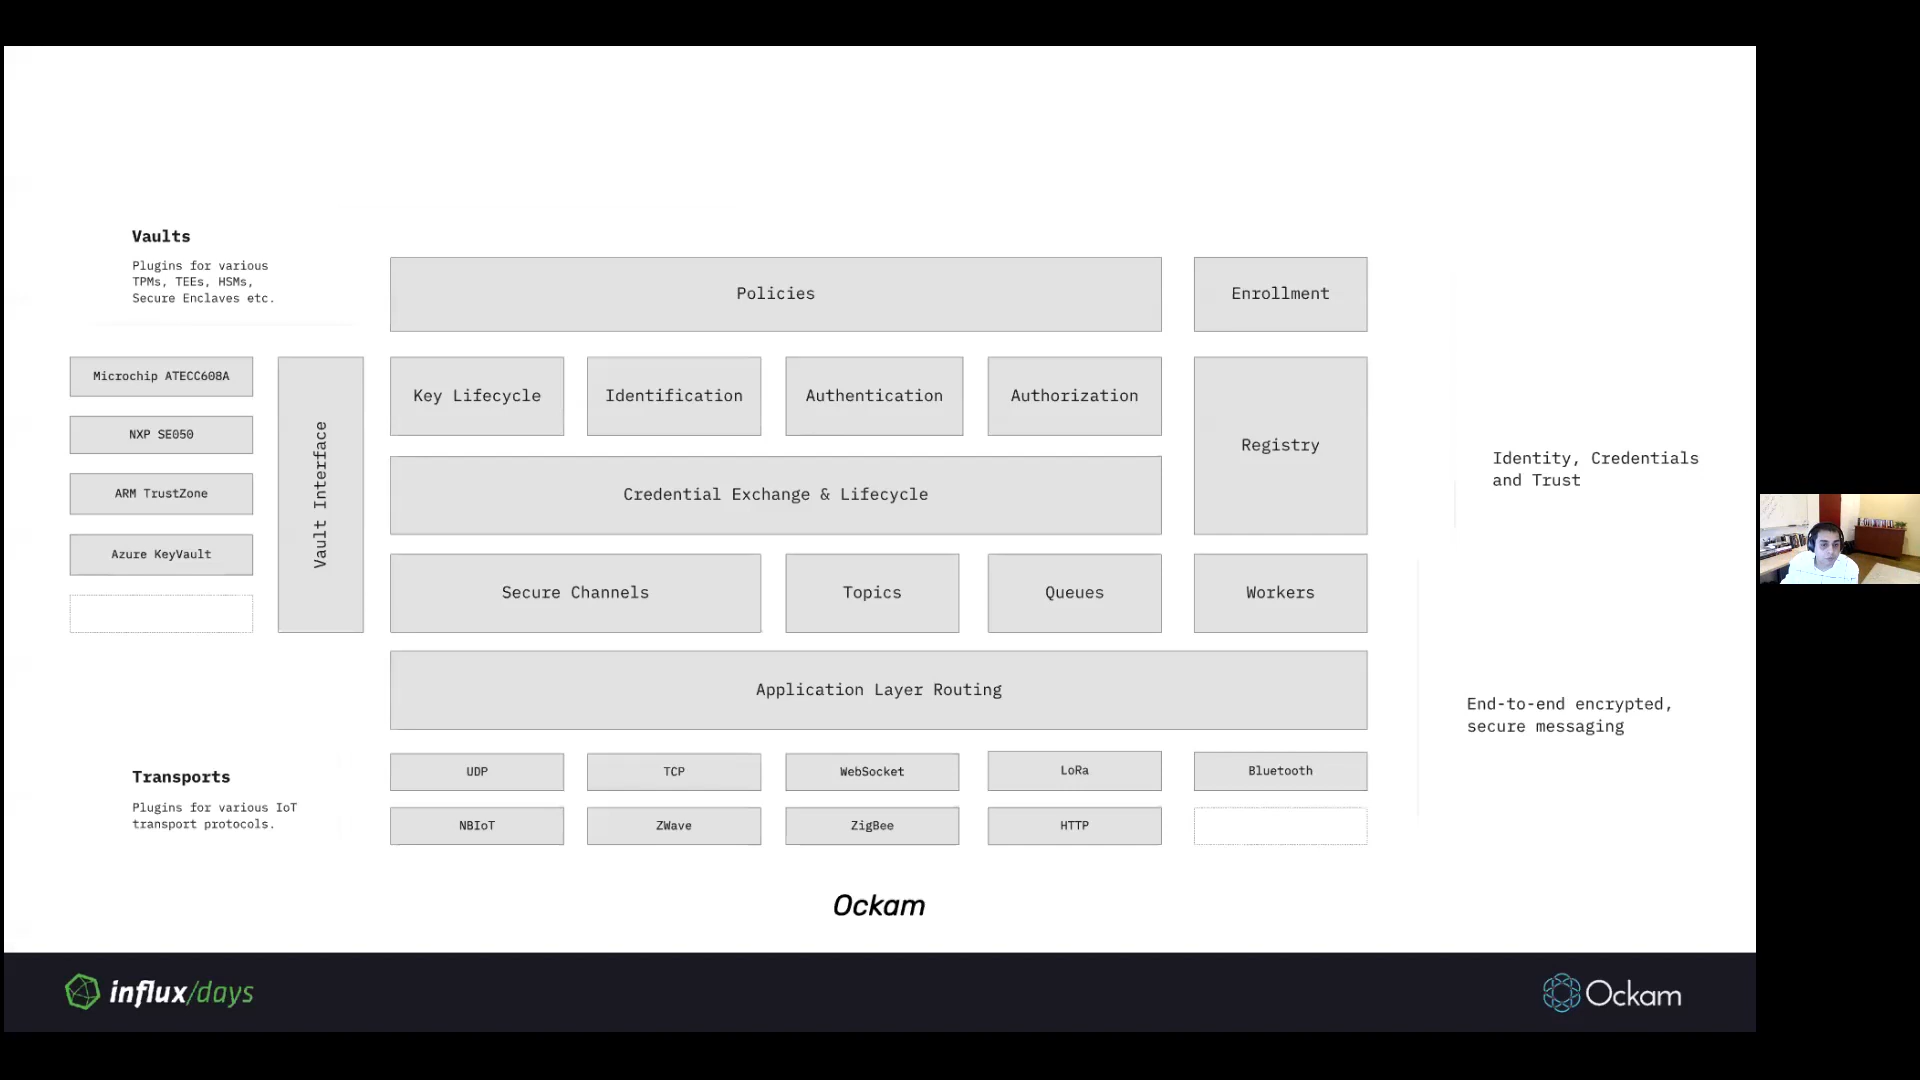 Vaults
Plugins for various
TPMs, TEEs, HSMs,
Secure Enclaves etc.
Policies
Enrollment
Microchip ATECC608A
NXP SE050
ARM TrustZone
Azure KeyVault
Vault Interface
Key Lifecycle
Identification
Authentication
Authorization
Registry
Credential Exchange & Lifecycle
Secure Channels
Topics
Queues
Workers
Application Layer Routing
Identity, Credentials
and Trust
End-to-end encrypted,
secure messaging
Transports
Plugins for various IoT
transport protocols.
UDP
TCP
WebSocket
LoRa
Bluetooth
NBIoT
ZWave
ZigBee
HTTP
Ockam
influx/days
Ockam